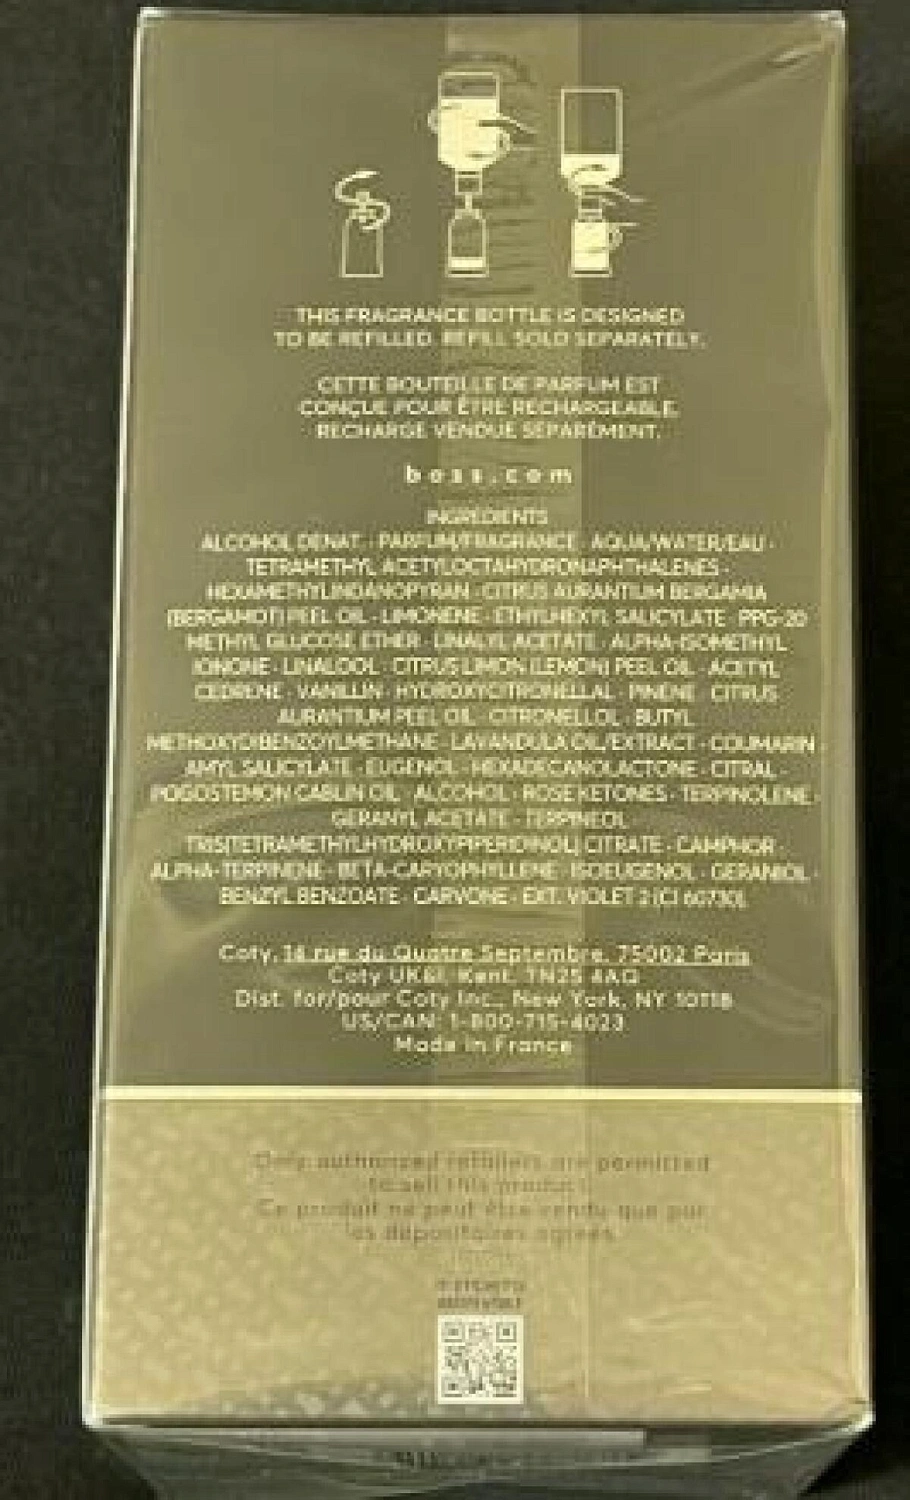 THIS FRAGRANCE BOTTLE IS DESIGNED
TO BE REFILLED. REFILL SOLD SEPARATELY.
CETTE BOUTEILLE DE PARFUM EST
CONÇUE POUR ÊTRE RECHARGEABLE.
RECHARGE VENDUE SÉPARÉMENT.
boss.com
INGREDIENTS
ALCOHOL DENAT. · PARFUM/FRAGRANCE · AQUA/WATER/EAU ·
TETRAMETHYL ACETYLOCTAHYDRONAPHTHALENES ·
HEXAMETHYLINDANOPYRAN · CITRUS AURANTIUM BERGAMIA
(BERGAMOT) PEEL OIL · LIMONENE · ETHYLHEXYL SALICYLATE · PPG-20
METHYL GLUCOSE ETHER · LINALYL ACETATE · ALPHA-ISOMETHYL
IONONE · LINALOOL · CITRUS LIMON (LEMON) PEEL OIL · ACETYL
CEDRENE · VANILLIN · HYDROXYCITRONELLAL · PINENE · CITRUS
AURANTIUM PEEL OIL · CITRONELLOL · BUTYL
METHOXYDIBENZOYLMETHANE · LAVANDULA OIL/EXTRACT · COUMARIN ·
AMYL SALICYLATE · EUGENOL · HEXADECANOLACTONE · CITRAL ·
POGOSTEMON CABLIN OIL · ALCOHOL · ROSE KETONES · TERPINOLENE ·
GERANYL ACETATE · TERPINEOL ·
TRIS(TETRAMETHYLHYDROXYPIPERIDINOL) CITRATE · CAMPHOR ·
ALPHA-TERPINENE · BETA-CARYOPHYLLENE · ISOEUGENOL · GERANIOL ·
BENZYL BENZOATE · CARVONE · EXT. VIOLET 2 (CI 60730).
Coty, 14 rue du Quatre Septembre, 75002 Paris
Coty UK&I, Kent, TN25 4AQ
Dist. for/pour Coty Inc., New York, NY 10118
US/CAN: 1-800-715-4023
Made in France
Only authorized retailers are permitted
to sell this product.
Ce produit ne peut être vendu que par
les dépositaires agréés.